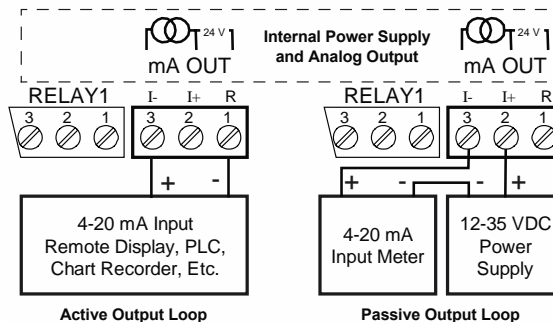 24 V
mA OUT
Internal Power Supply
and Analog Output
24 V
mA OUT
RELAY1
I- I+ R
3 2 1
3 2 1
RELAY1
I- I+ R
3 2 1
3 2 1
+ -
4-20 mA Input
Remote Display, PLC,
Chart Recorder, Etc.
Active Output Loop
+ -
- +
4-20 mA
Input Meter
12-35 VDC
Power
Supply
Passive Output Loop